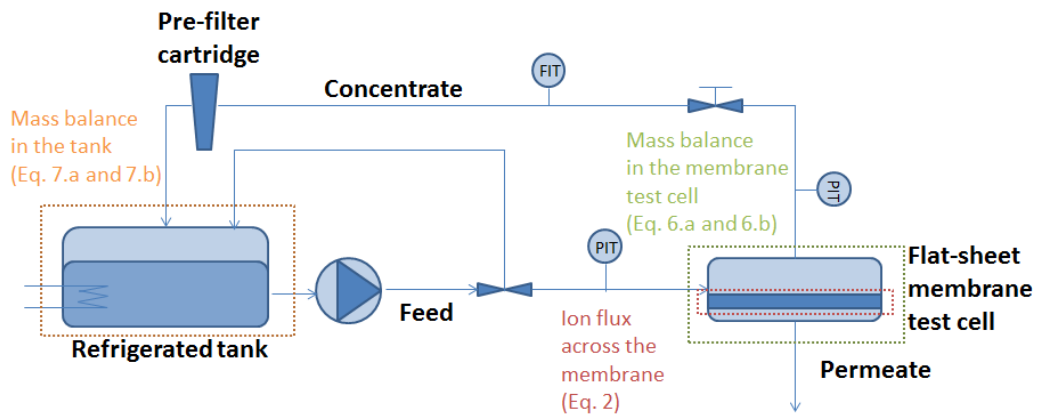 Pre-filter
cartridge
FIT
Concentrate
Mass balance
in the tank
(Eq. 7.a and 7.b)
Mass balance
in the membrane
test cell
(Eq. 6.a and 6.b)
PIT
PIT
Flat-sheet
membrane
test cell
Feed
Ion flux
across the
membrane
(Eq. 2)
Refrigerated tank
Permeate